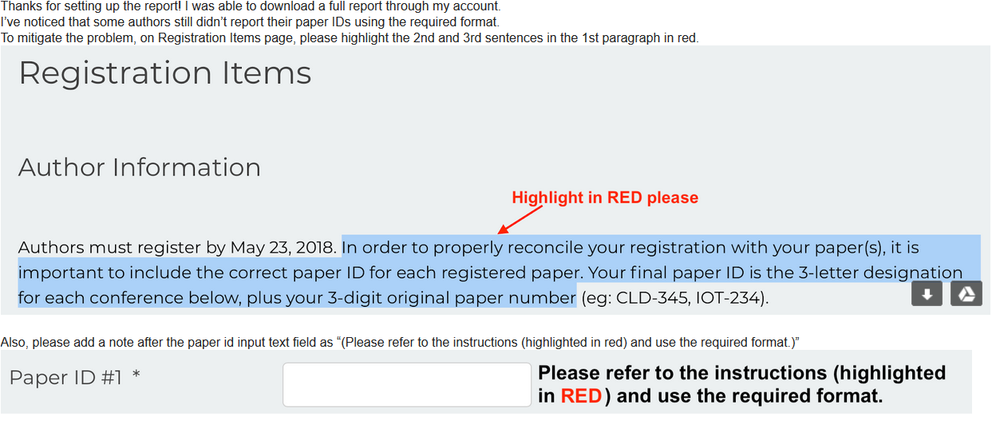 Thanks for setting up the report! I was able to download a full report through my account.
I've noticed that some authors still didn't report their paper IDs using the required format.
To mitigate the problem, on Registration Items page, please highlight the 2nd and 3rd sentences in the 1st paragraph in red.
Registration Items
Author Information
Highlight in RED please
Authors must register by May 23, 2018. In order to properly reconcile your registration with your paper(s), it is
important to include the correct paper ID for each registered paper. Your final paper ID is the 3-letter designation
for each conference below, plus your 3-digit original paper number (eg: CLD-345, IOT-234).
Also, please add a note after the paper id input text field as “(Please refer to the instructions (highlighted in red) and use the required format.)”
Paper ID #1 *
Please refer to the instructions (highlighted
in RED) and use the required format.